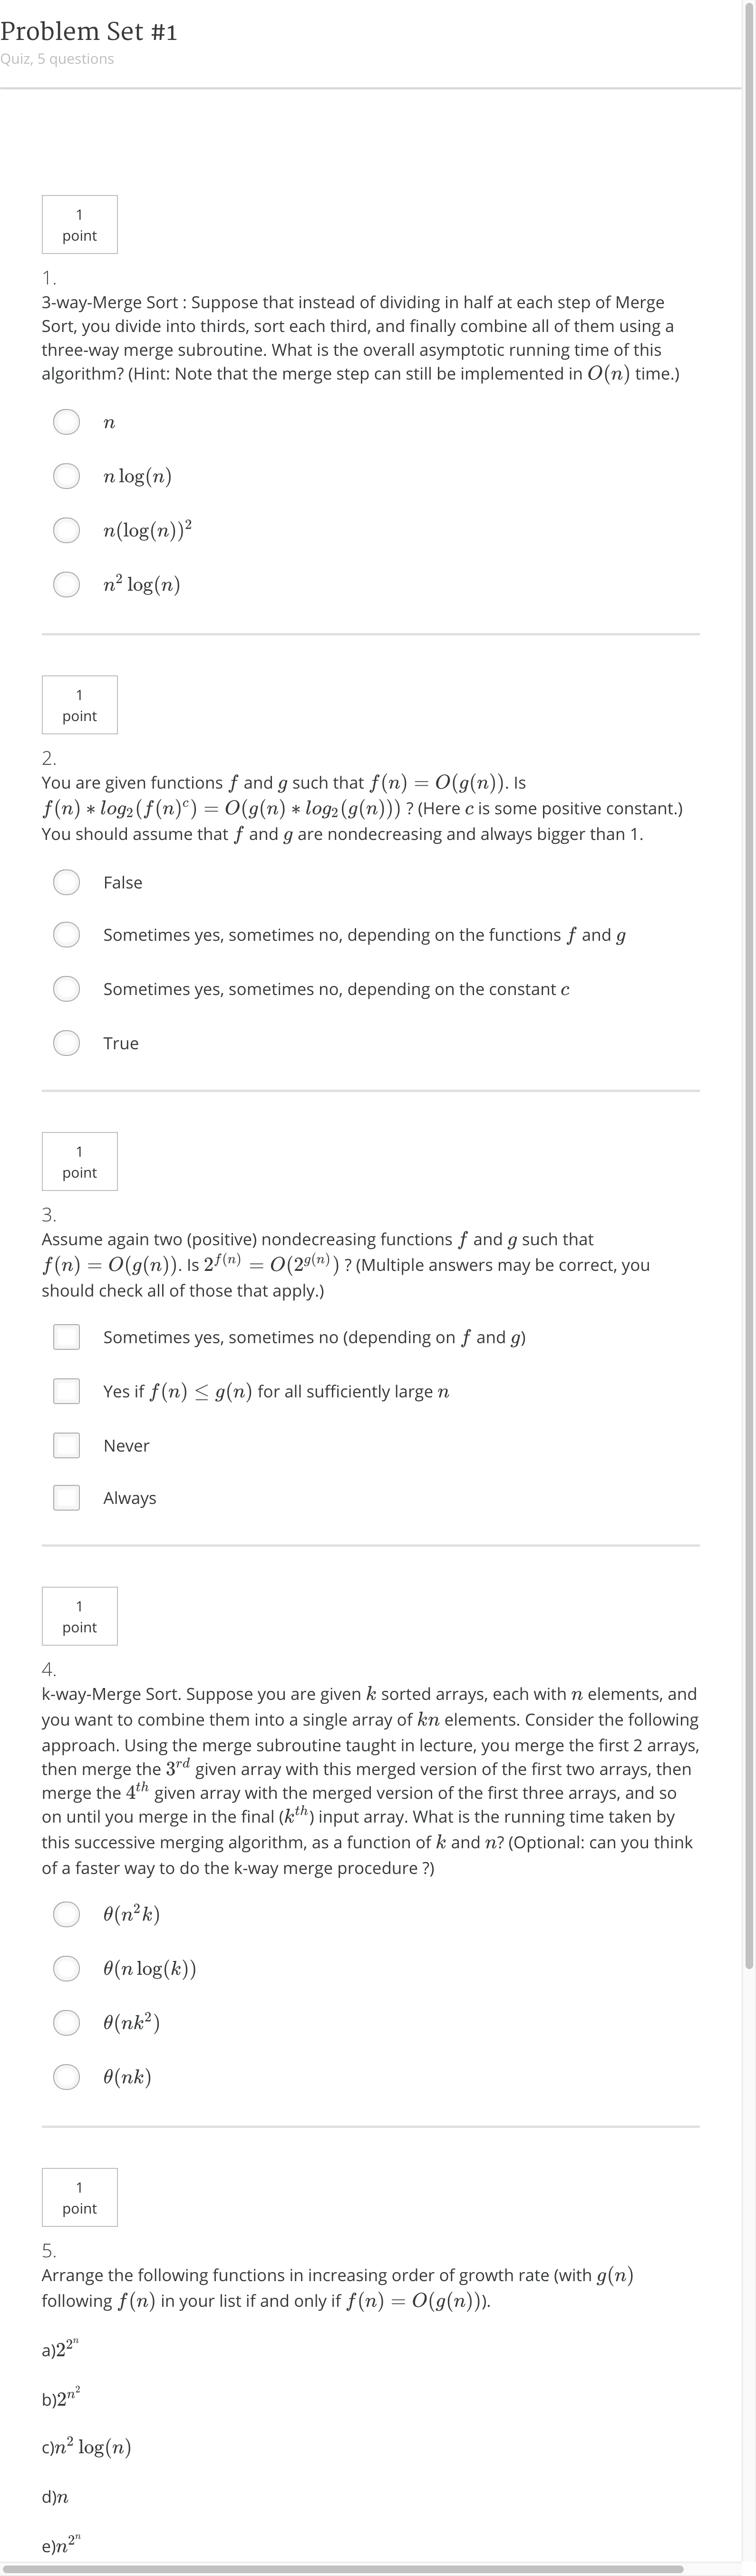 Problem Set #1
Quiz, 5 questions
1
point
1.
3-way-Merge Sort : Suppose that instead of dividing in half at each step of Merge
Sort, you divide into thirds, sort each third, and finally combine all of them using a
three-way merge subroutine. What is the overall asymptotic running time of this
algorithm? (Hint: Note that the merge step can still be implemented in O(n) time.)
n
n log(n)
n(log(n))²
n² log(n)
1
point
2.
You are given functions f and g such that f(n) = O(g(n)). Is
f(n) ∗ log₂(f(n)ᶜ) = O(g(n) ∗ log₂(g(n))) ? (Here c is some positive constant.)
You should assume that f and g are nondecreasing and always bigger than 1.
False
Sometimes yes, sometimes no, depending on the functions f and g
Sometimes yes, sometimes no, depending on the constant c
True
1
point
3.
Assume again two (positive) nondecreasing functions f and g such that
f(n) = O(g(n)). Is 2^{f(n)} = O(2^{g(n)}) ? (Multiple answers may be correct, you
should check all of those that apply.)
Sometimes yes, sometimes no (depending on f and g)
Yes if f(n) ≤ g(n) for all sufficiently large n
Never
Always
1
point
4.
k-way-Merge Sort. Suppose you are given k sorted arrays, each with n elements, and
you want to combine them into a single array of kn elements. Consider the following
approach. Using the merge subroutine taught in lecture, you merge the first 2 arrays,
then merge the 3^{rd} given array with this merged version of the first two arrays, then
merge the 4^{th} given array with the merged version of the first three arrays, and so
on until you merge in the final (k^{th}) input array. What is the running time taken by
this successive merging algorithm, as a function of k and n? (Optional: can you think
of a faster way to do the k-way merge procedure ?)
θ(n²k)
θ(n log(k))
θ(nk²)
θ(nk)
1
point
5.
Arrange the following functions in increasing order of growth rate (with g(n)
following f(n) in your list if and only if f(n) = O(g(n))).
a)2^{2^n}
b)2^{n^2}
c)n² log(n)
d)n
e)n^{2^n}